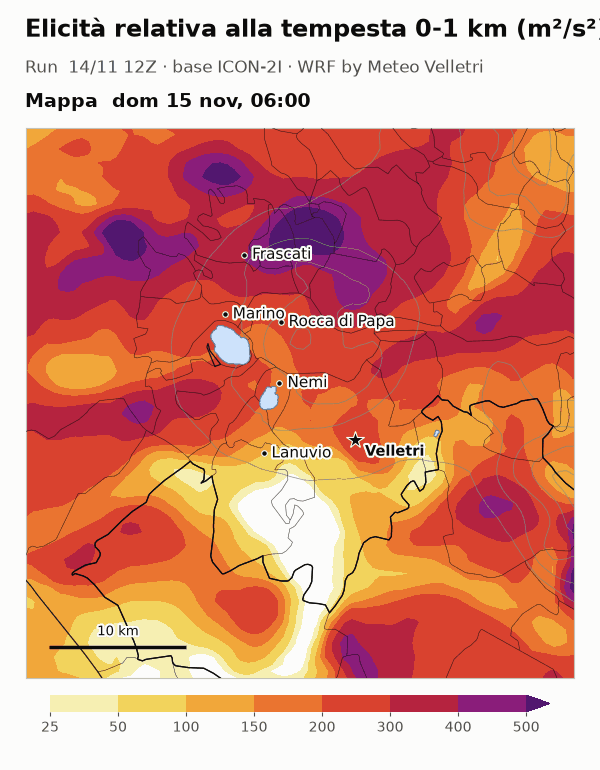 Elicità relativa alla tempesta 0-1 km (m²/s²)
Run  14/11 12Z · base ICON-2I · WRF by Meteo Velletri
Mappa  dom 15 nov, 06:00
Frascati
Marino
Rocca di Papa
Nemi
Velletri
Lanuvio
10 km
25 50 100 150 200 300 400 500